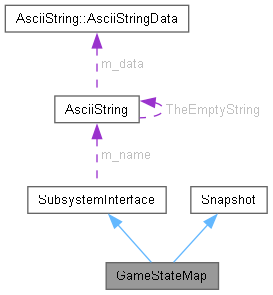 AsciiString::AsciiStringData
m_data
AsciiString
TheEmptyString
m_name
SubsystemInterface
Snapshot
GameStateMap